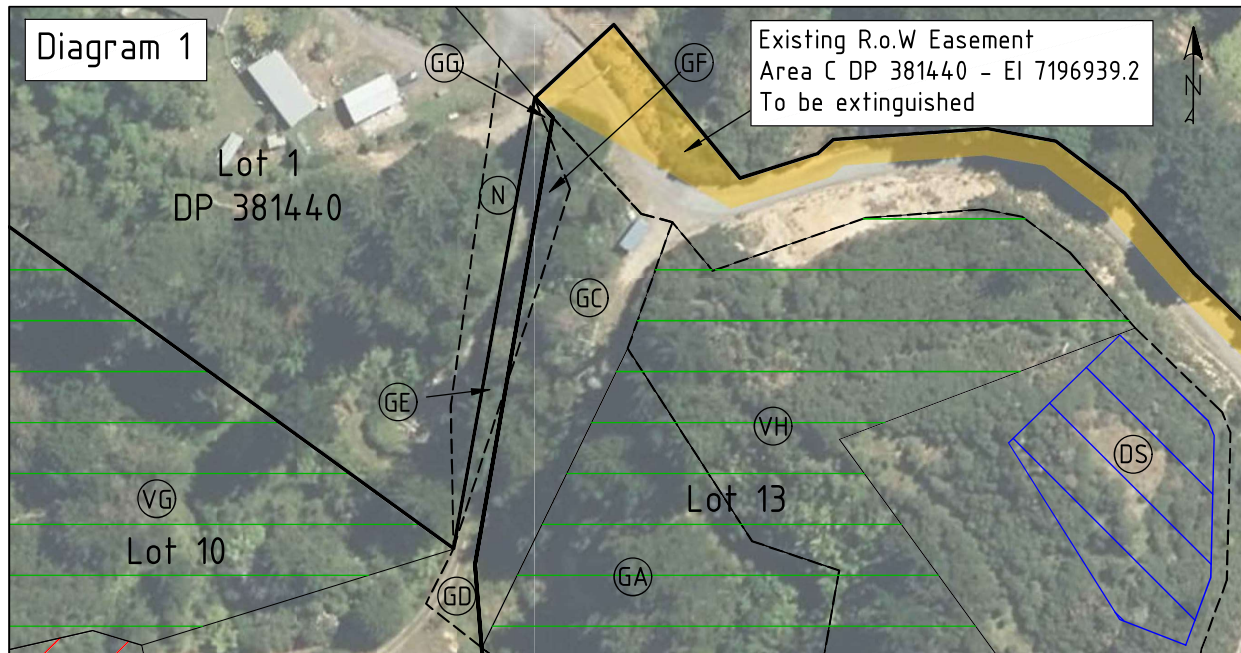 Diagram 1
Existing R.o.W Easement
Area C DP 381440 - EI 7196939.2
To be extinguished
N
GG
GF
Lot 1
DP 381440
N
GC
GE
VH
DS
VG
Lot 13
Lot 10
GA
GD